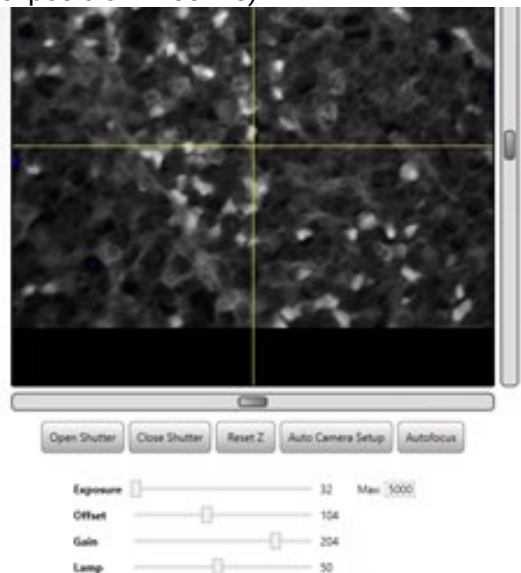 Open Shutter Close Shutter Reset Z Auto Camera Setup Autofocus
Exposure 32 Max: 5000
Offset 104
Gain 204
Lamp 50